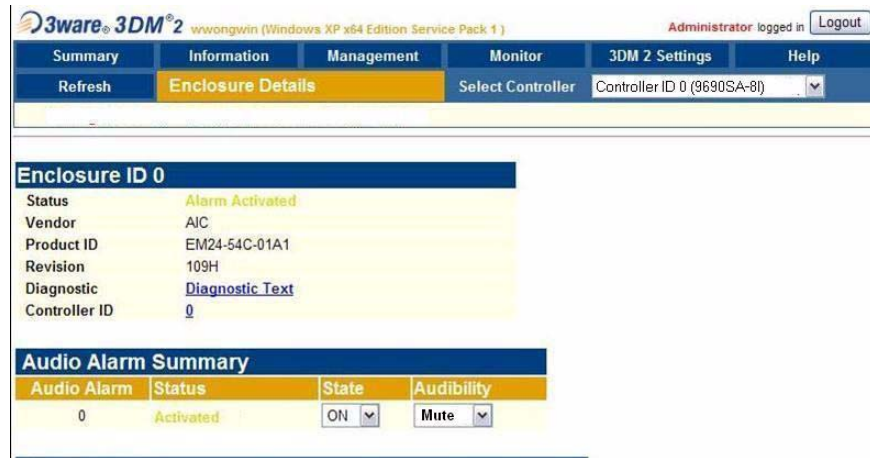 3ware® 3DM®2 wwongwin (Windows XP x64 Edition Service Pack 1 ) Administrator logged in Logout
Summary Information Management Monitor 3DM 2 Settings Help
Refresh Enclosure Details Select Controller Controller ID 0 (9690SA-8I)
Enclosure ID 0
Status Alarm Activated
Vendor AIC
Product ID EM24-54C-01A1
Revision 109H
Diagnostic Diagnostic Text
Controller ID 0
Audio Alarm Summary
Audio Alarm Status State Audibility
0 Activated ON Mute